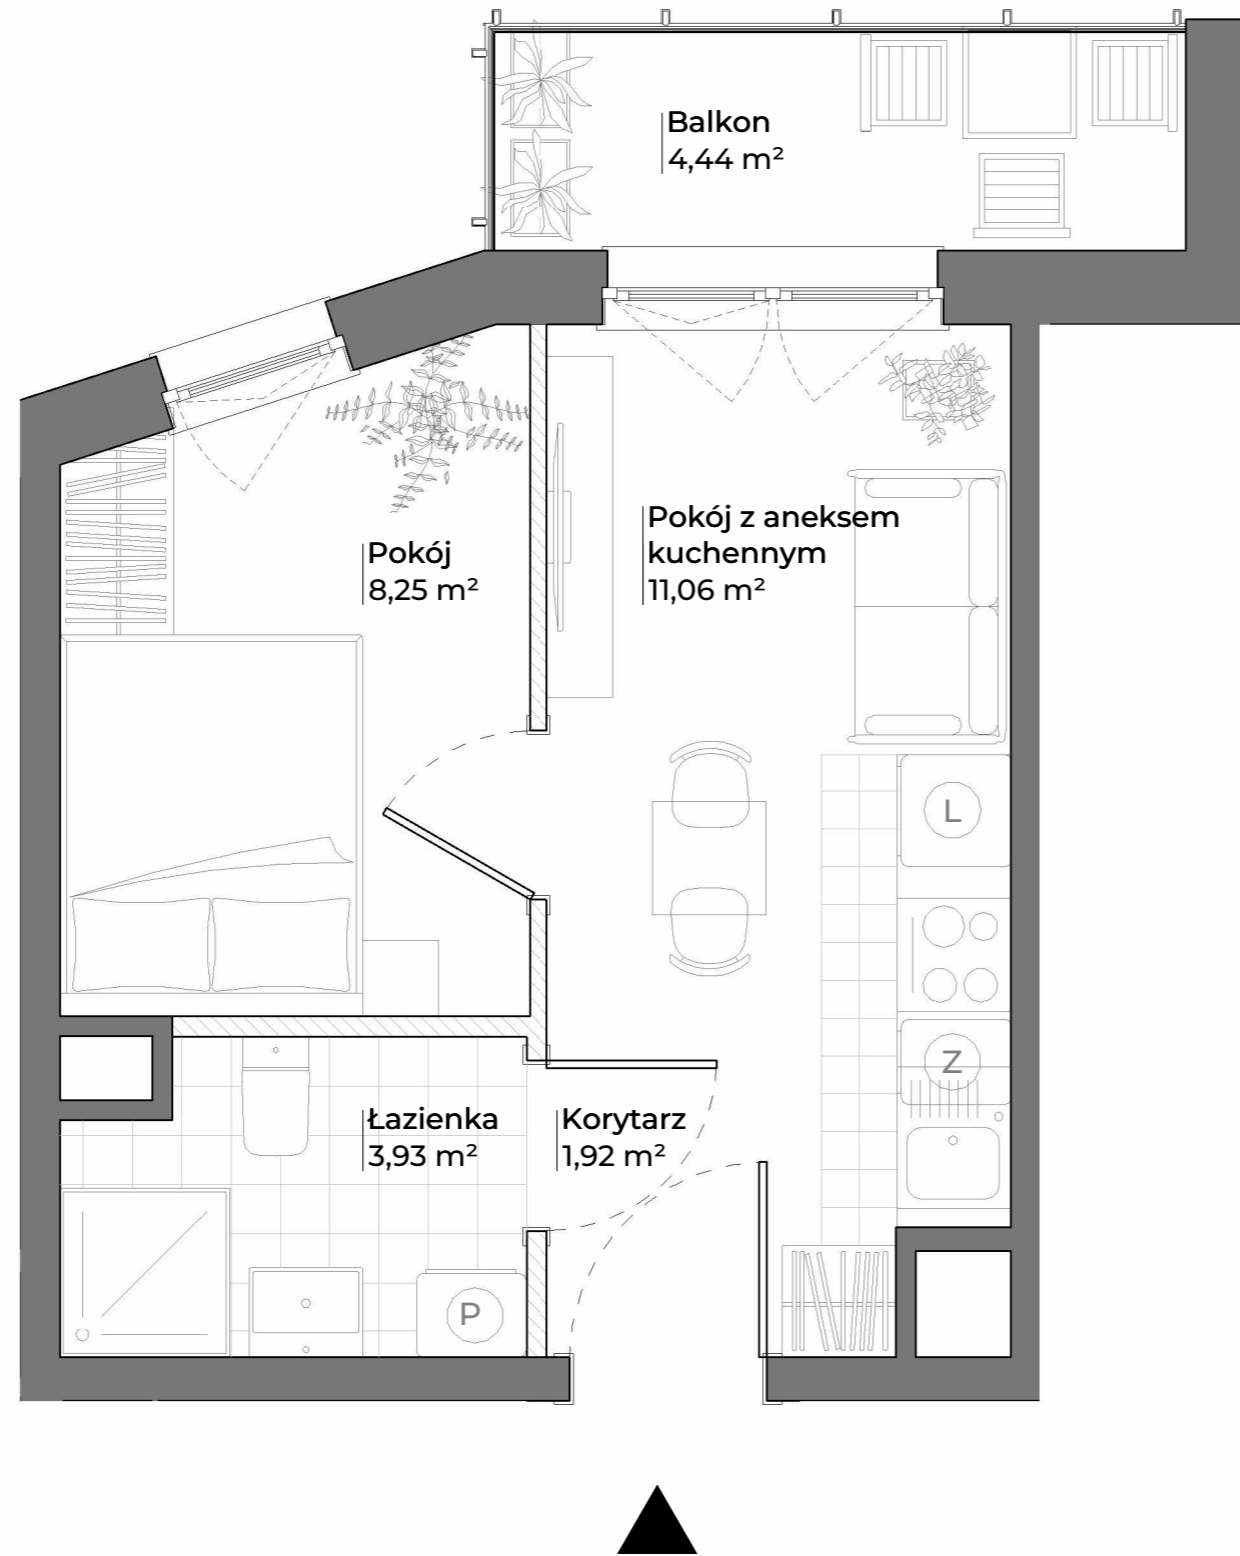 Balkon
4,44 m²
Pokój z aneksem
kuchennym
11,06 m²
Pokój
8,25 m²
L
Z
Łazienka
3,93 m²
Korytarz
1,92 m²
P